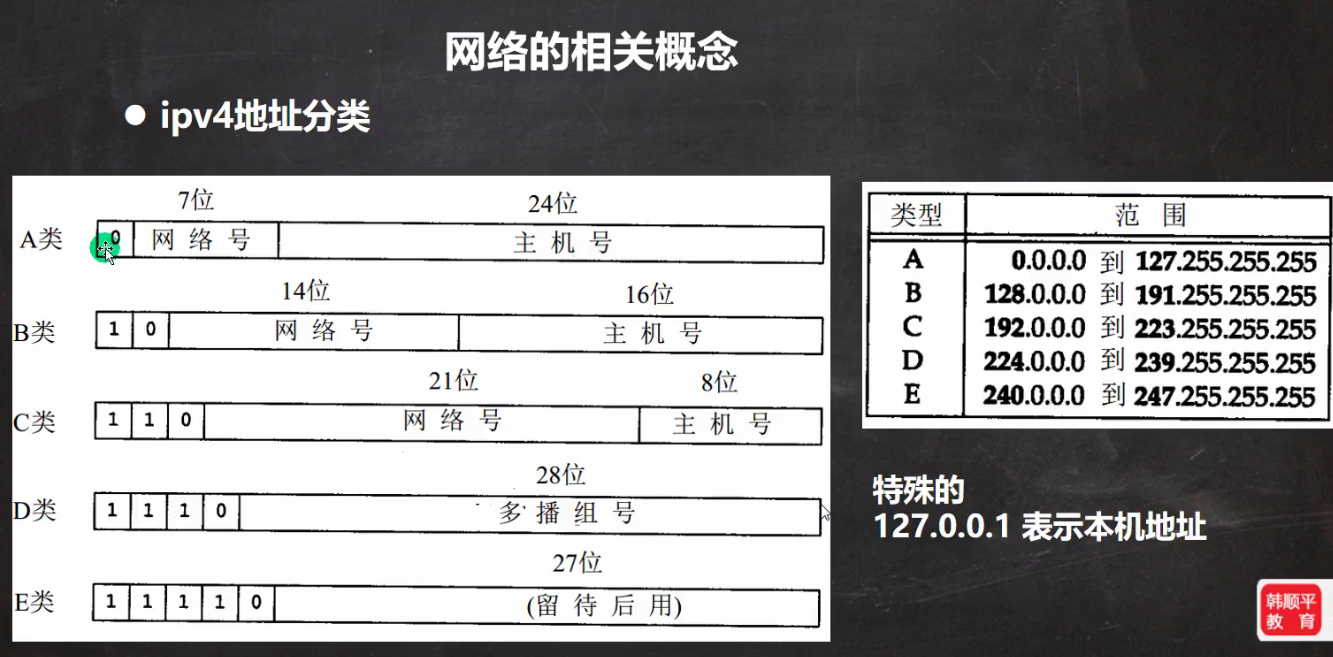 网络的相关概念
ipv4地址分类
7位 24位
A类 0 网络号 主机号
14位 16位
B类 1 0 网络号 主机号
21位 8位
C类 1 1 0 网络号 主机号
28位
D类 1 1 1 0 多播组号
27位
E类 1 1 1 1 0 (留待后用)
类型 范围
A 0.0.0.0 到 127.255.255.255
B 128.0.0.0 到 191.255.255.255
C 192.0.0.0 到 223.255.255.255
D 224.0.0.0 到 239.255.255.255
E 240.0.0.0 到 247.255.255.255
特殊的
127.0.0.1 表示本机地址
韩顺平
教育